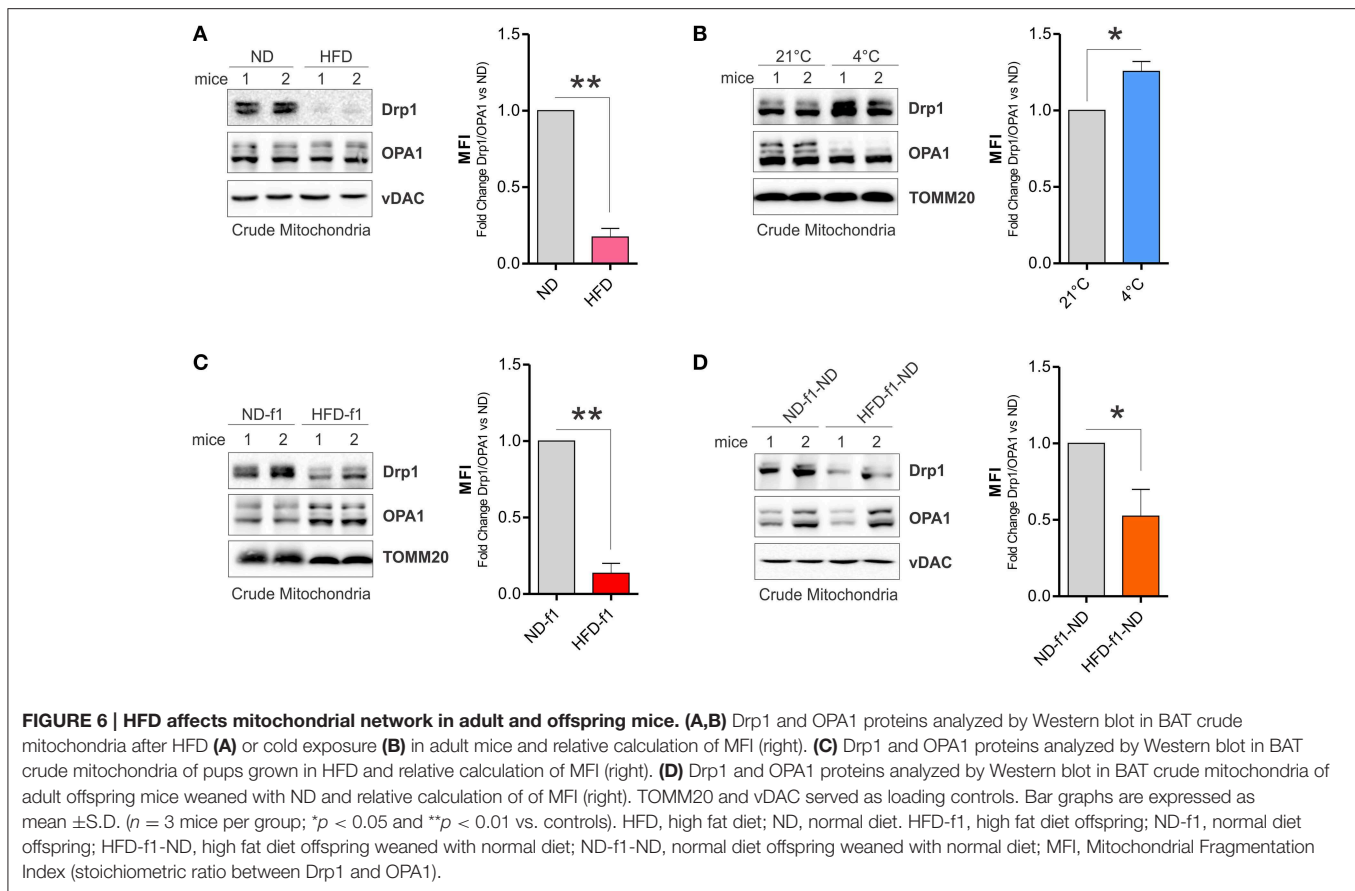 A
ND HFD
mice 1 2 1 2
Drp1
OPA1
vDAC
Crude Mitochondria
MFI
Fold Change Drp1/OPA1 vs ND)
1.5
1.0
0.5
0.0
**
ND
HFD
B
21°C 4°C
mice 1 2 1 2
Drp1
OPA1
TOMM20
Crude Mitochondria
MFI
Fold Change Drp1/OPA1 vs ND)
1.5
1.0
0.5
0.0
*
21°C
4°C
C
ND-f1 HFD-f1
mice 1 2 1 2
Drp1
OPA1
TOMM20
Crude Mitochondria
MFI
Fold Change Drp1/OPA1 vs ND)
1.5
1.0
0.5
0.0
**
ND-f1
HFD-f1
D
ND-f1-ND HFD-f1-ND
mice 1 2 1 2
Drp1
OPA1
vDAC
Crude Mitochondria
MFI
Fold Change Drp1/OPA1 vs ND)
1.5
1.0
0.5
0.0
*
ND-f1-ND
HFD-f1-ND
FIGURE 6 | HFD affects mitochondrial network in adult and offspring mice. (A,B) Drp1 and OPA1 proteins analyzed by Western blot in BAT crude
mitochondria after HFD (A) or cold exposure (B) in adult mice and relative calculation of MFI (right). (C) Drp1 and OPA1 proteins analyzed by Western blot in BAT
crude mitochondria of pups grown in HFD and relative calculation of MFI (right). (D) Drp1 and OPA1 proteins analyzed by Western blot in BAT crude mitochondria of
adult offspring mice weaned with ND and relative calculation of of MFI (right). TOMM20 and vDAC served as loading controls. Bar graphs are expressed as
mean ±S.D. (n = 3 mice per group; *p < 0.05 and **p < 0.01 vs. controls). HFD, high fat diet; ND, normal diet. HFD-f1, high fat diet offspring; ND-f1, normal diet
offspring; HFD-f1-ND, high fat diet offspring weaned with normal diet; ND-f1-ND, normal diet offspring weaned with normal diet; MFI, Mitochondrial Fragmentation
Index (stoichiometric ratio between Drp1 and OPA1).